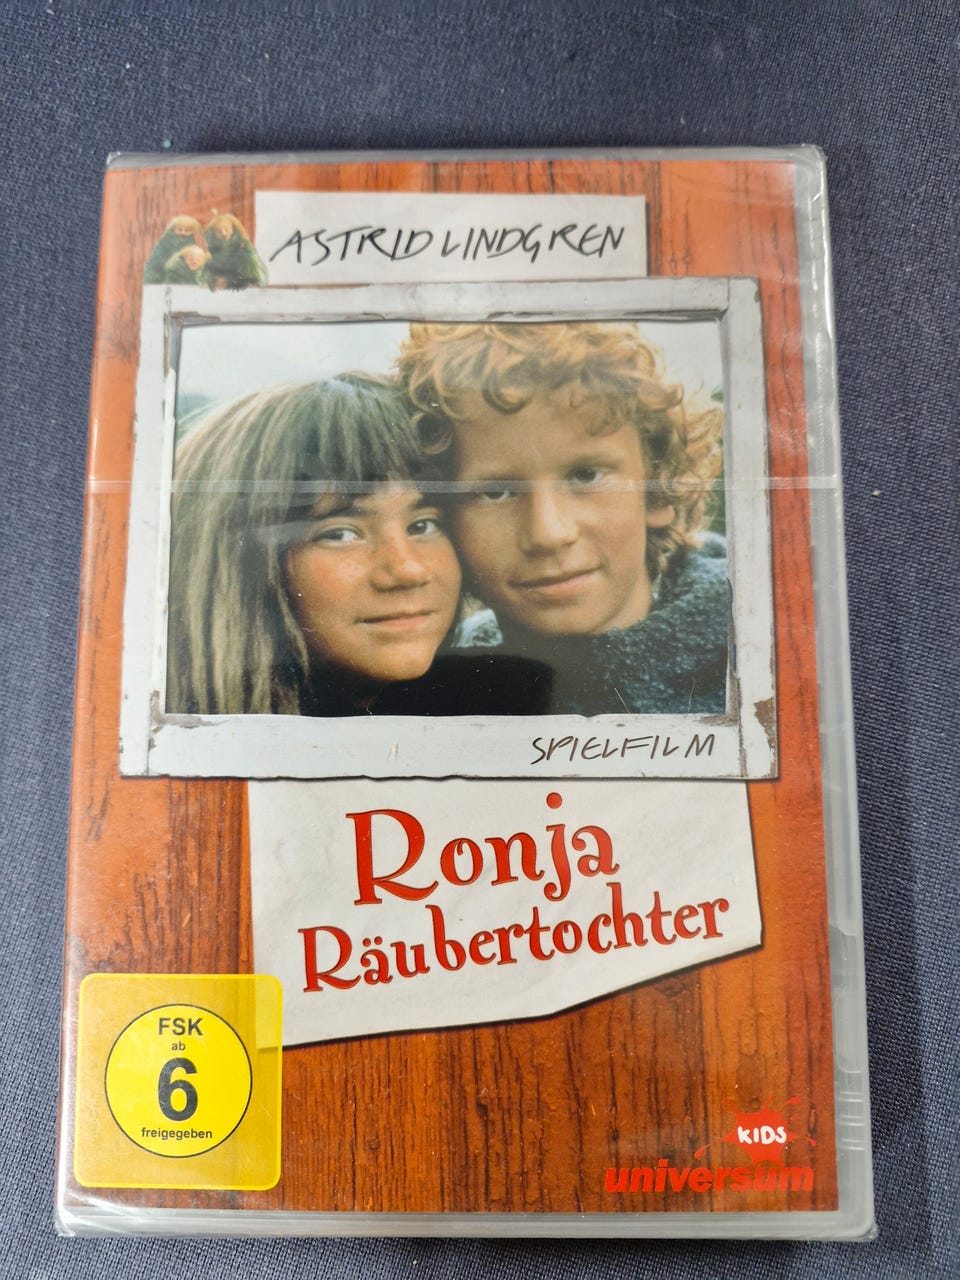 ASTRID LINDGREN
SPIELFILM
Ronja
Räubertochter
FSK
ab
6
freigegeben
KIDS
universum